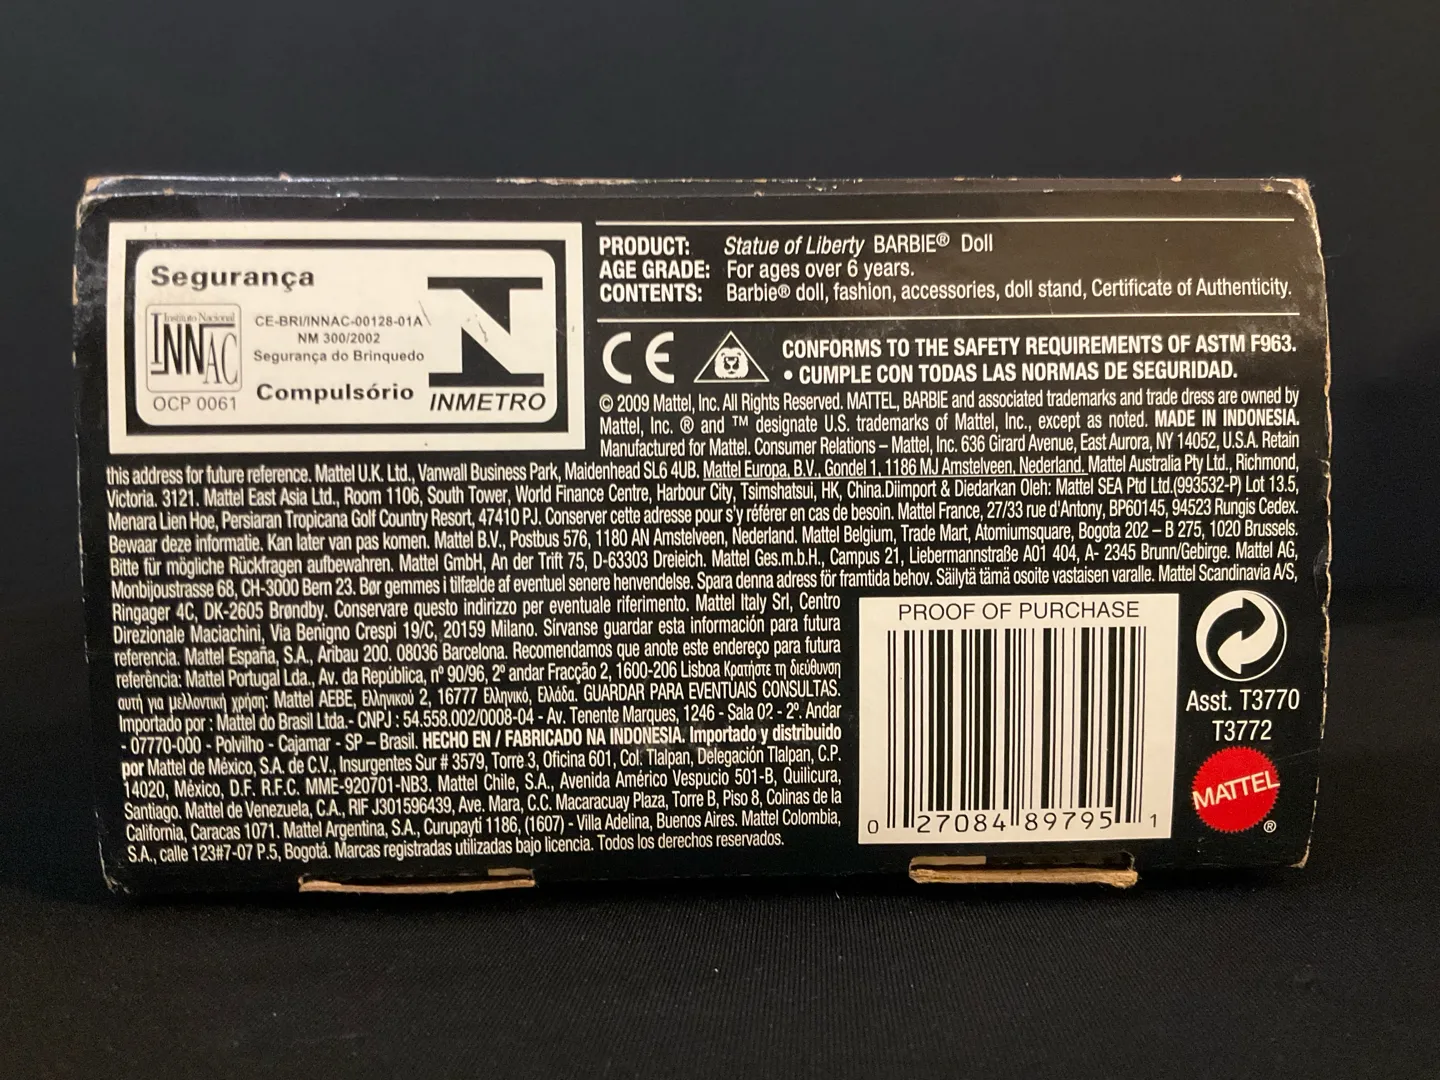 Segurança
Instituto Nacional
INNAC
OCP 0061
CE-BRI/INNAC-00128-01A
NM 300/2002
Segurança do Brinquedo
Compulsório
N
INMETRO
PRODUCT: Statue of Liberty BARBIE® Doll
AGE GRADE: For ages over 6 years.
CONTENTS: Barbie® doll, fashion, accessories, doll stand, Certificate of Authenticity.
CE
CONFORMS TO THE SAFETY REQUIREMENTS OF ASTM F963.
• CUMPLE CON TODAS LAS NORMAS DE SEGURIDAD.
© 2009 Mattel, Inc. All Rights Reserved. MATTEL, BARBIE and associated trademarks and trade dress are owned by
Mattel, Inc. ® and ™ designate U.S. trademarks of Mattel, Inc., except as noted. MADE IN INDONESIA.
Manufactured for Mattel. Consumer Relations – Mattel, Inc. 636 Girard Avenue, East Aurora, NY 14052, U.S.A. Retain
this address for future reference. Mattel U.K. Ltd., Vanwall Business Park, Maidenhead SL6 4UB. Mattel Europa, B.V., Gondel 1, 1186 MJ Amstelveen, Nederland. Mattel Australia Pty Ltd., Richmond,
Victoria. 3121. Mattel East Asia Ltd., Room 1106, South Tower, World Finance Centre, Harbour City, Tsimshatsui, HK, China.Diimport & Diedarkan Oleh: Mattel SEA Ptd Ltd.(993532-P) Lot 13.5,
Menara Lien Hoe, Persiaran Tropicana Golf Country Resort, 47410 PJ. Conserver cette adresse pour s'y référer en cas de besoin. Mattel France, 27/33 rue d'Antony, BP60145, 94523 Rungis Cedex.
Bewaar deze informatie. Kan later van pas komen. Mattel B.V., Postbus 576, 1180 AN Amstelveen, Nederland. Mattel Belgium, Trade Mart, Atomiumsquare, Bogota 202 – B 275, 1020 Brussels.
Bitte für mögliche Rückfragen aufbewahren. Mattel GmbH, An der Trift 75, D-63303 Dreieich. Mattel Ges.m.b.H., Campus 21, Liebermannstraße A01 404, A- 2345 Brunn/Gebirge. Mattel AG,
Monbijoustrasse 68, CH-3000 Bern 23. Bør gemmes i tilfælde af eventuel senere henvendelse. Spara denna adress för framtida behov. Säilytä tämä osoite vastaisen varalle. Mattel Scandinavia A/S,
Ringager 4C, DK-2605 Brøndby. Conservare questo indirizzo per eventuale riferimento. Mattel Italy Srl, Centro
Direzionale Maciachini, Via Benigno Crespi 19/C, 20159 Milano. Sírvanse guardar esta información para futura
referencia. Mattel España, S.A., Aribau 200. 08036 Barcelona. Recomendamos que anote este endereço para futura
referência: Mattel Portugal Lda., Av. da República, nº 90/96, 2º andar Fracção 2, 1600-206 Lisboa Κρατήστε τη διεύθυνση
αυτή για μελλοντική χρήση: Mattel AEBE, Ελληνικού 2, 16777 Ελληνικό, Ελλάδα. GUARDAR PARA EVENTUAIS CONSULTAS.
Importado por : Mattel do Brasil Ltda.- CNPJ : 54.558.002/0008-04 - Av. Tenente Marques, 1246 - Sala 02 - 2º. Andar
- 07770-000 - Polvilho - Cajamar - SP – Brasil. HECHO EN / FABRICADO NA INDONESIA. Importado y distribuido
por Mattel de México, S.A. de C.V., Insurgentes Sur # 3579, Torre 3, Oficina 601, Col. Tlalpan, Delegación Tlalpan, C.P.
14020, México, D.F. R.F.C. MME-920701-NB3. Mattel Chile, S.A., Avenida Américo Vespucio 501-B, Quilicura,
Santiago. Mattel de Venezuela, C.A., RIF J301596439, Ave. Mara, C.C. Macaracuay Plaza, Torre B, Piso 8, Colinas de la
California, Caracas 1071. Mattel Argentina, S.A., Curupayti 1186, (1607) - Villa Adelina, Buenos Aires. Mattel Colombia,
S.A., calle 123#7-07 P.5, Bogotá. Marcas registradas utilizadas bajo licencia. Todos los derechos reservados.
PROOF OF PURCHASE
0 27084 89795 1
Asst. T3770
T3772
MATTEL
®